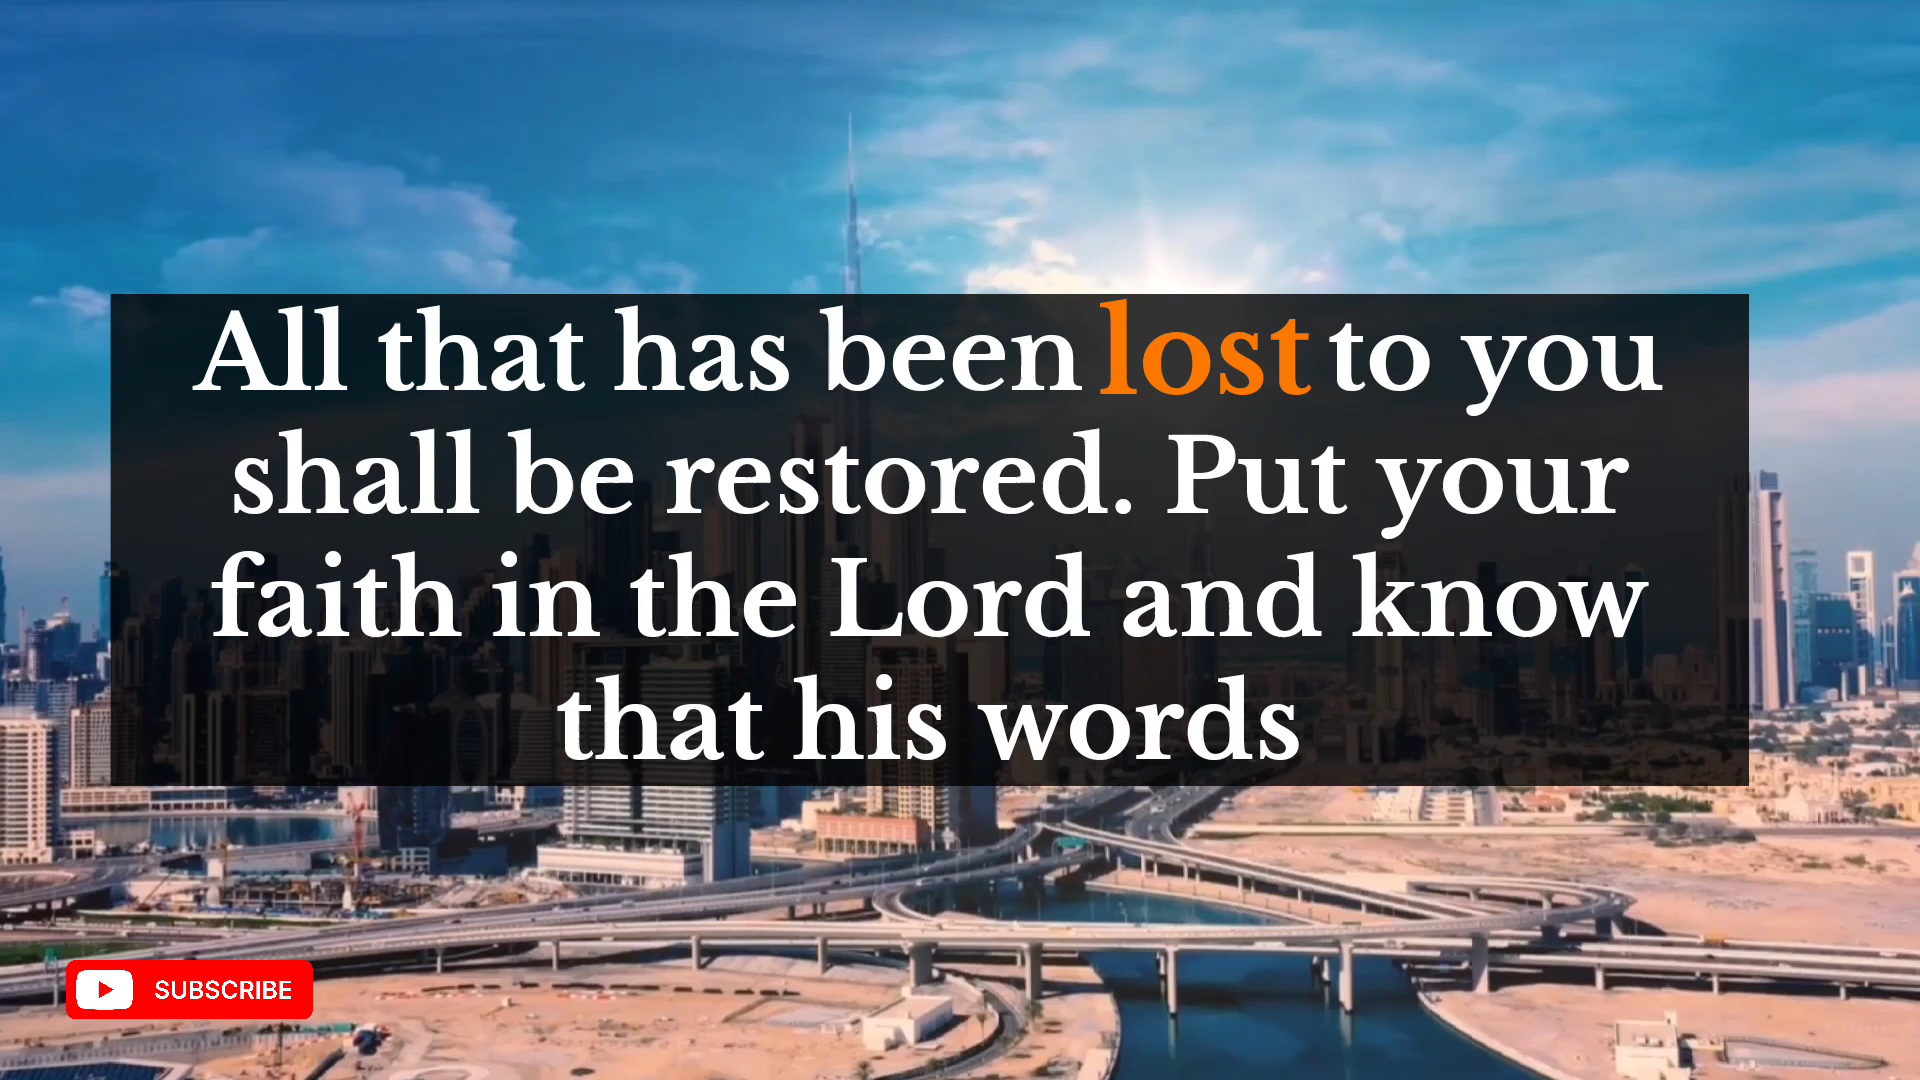 All that has been lost to you
shall be restored. Put your
faith in the Lord and know
that his words
SUBSCRIBE